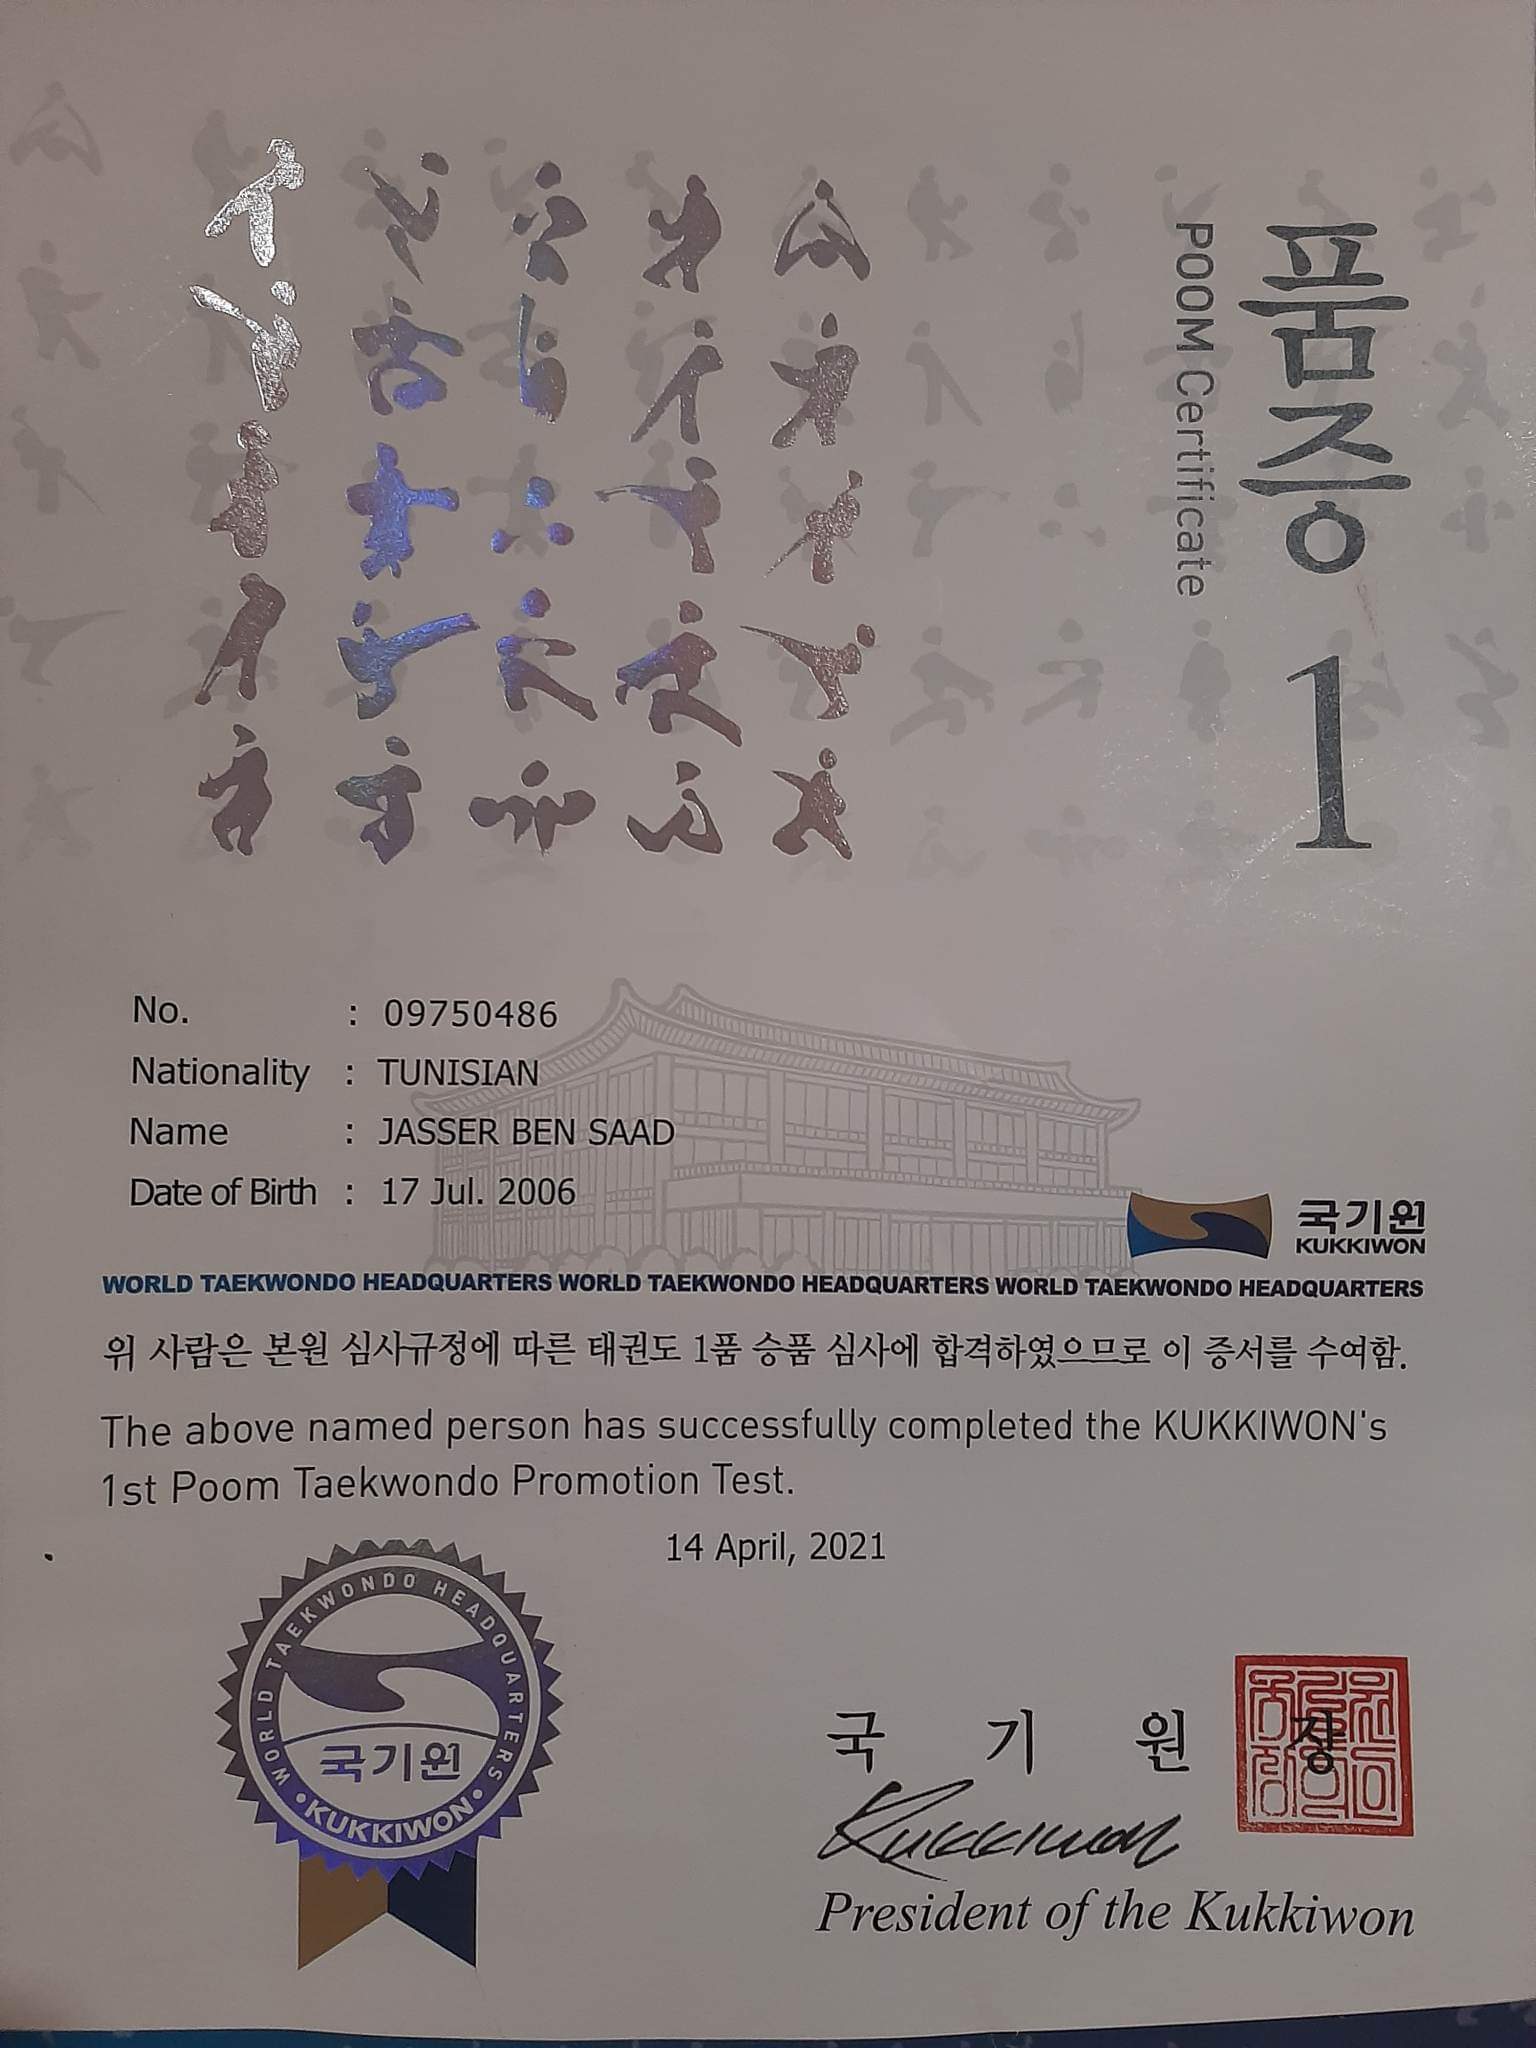 품증 1
POOM Certificate
No. : 09750486
Nationality : TUNISIAN
Name : JASSER BEN SAAD
Date of Birth : 17 Jul. 2006
국기원
KUKKIWON
WORLD TAEKWONDO HEADQUARTERS WORLD TAEKWONDO HEADQUARTERS WORLD TAEKWONDO HEADQUARTERS
위 사람은 본원 심사규정에 따른 태권도 1품 승품 심사에 합격하였으므로 이 증서를 수여함.
The above named person has successfully completed the KUKKIWON's
1st Poom Taekwondo Promotion Test.
14 April, 2021
WORLD TAEKWONDO HEADQUARTERS
국기원
• KUKKIWON •
국 기 원 장
Kukkiwon
President of the Kukkiwon